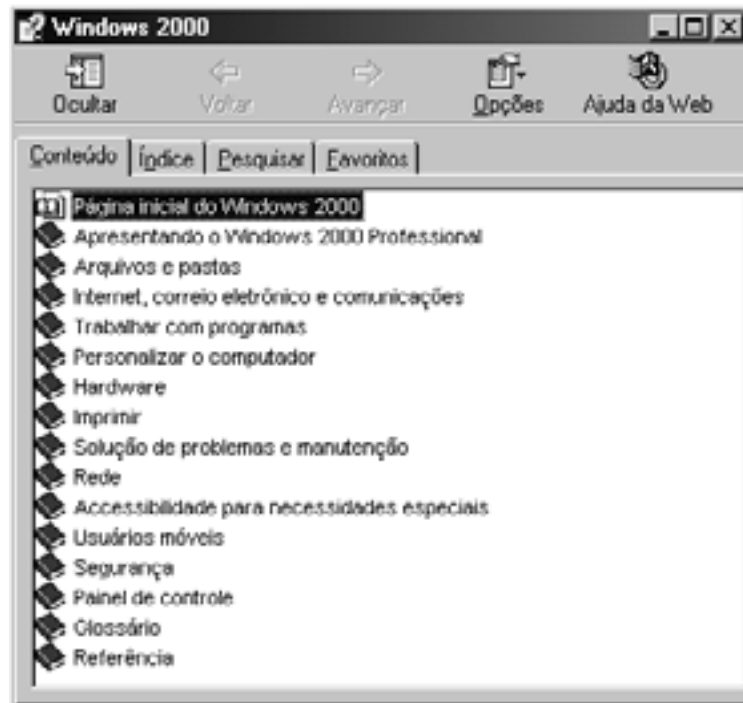 Windows 2000
Ocultar Voltar Avançar Opções Ajuda da Web
Conteúdo Índice Pesquisar Favoritos
Página inicial do Windows 2000
Apresentando o Windows 2000 Professional
Arquivos e pastas
Internet, correio eletrônico e comunicações
Trabalhar com programas
Personalizar o computador
Hardware
Imprimir
Solução de problemas e manutenção
Rede
Accessibilidade para necessidades especiais
Usuários móveis
Segurança
Painel de controle
Glossário
Referência